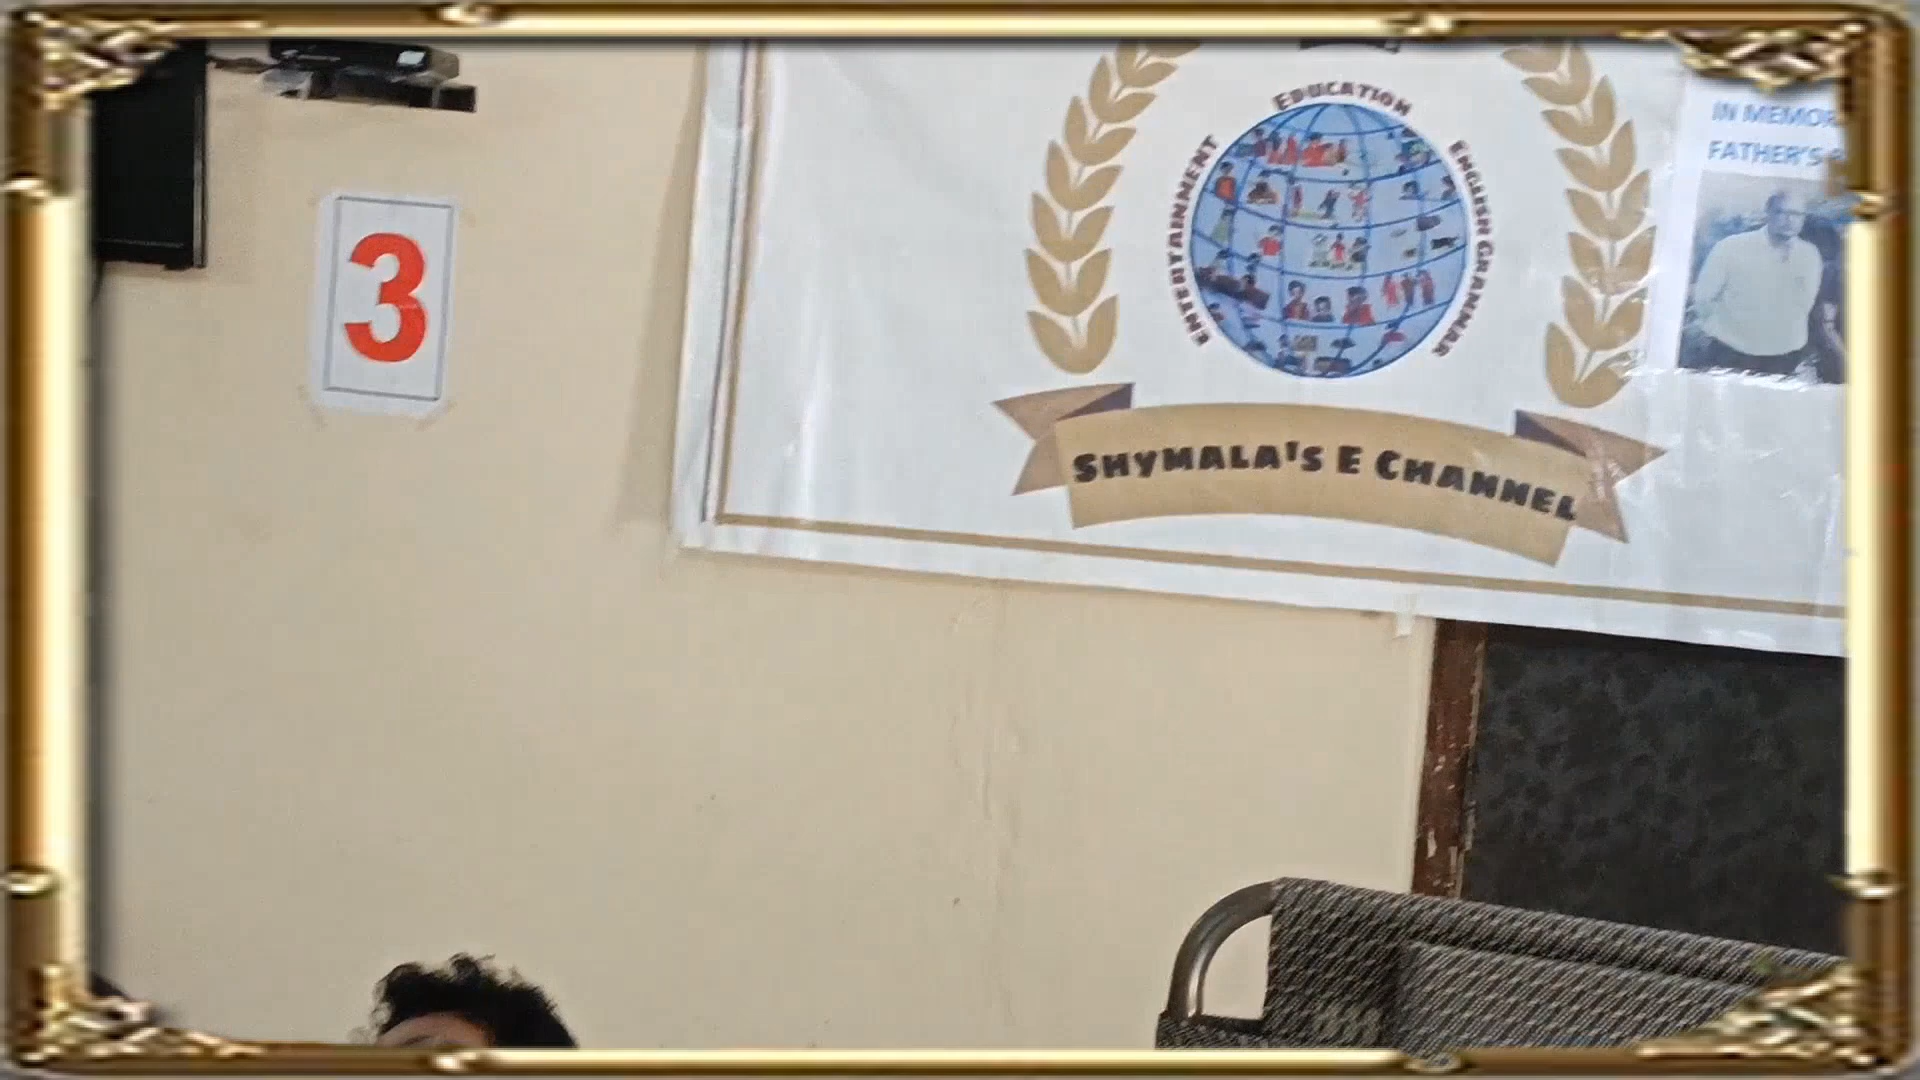 3
EDUCATION
ENTERTAINMENT
ENGLISH GRAMMAR
SHYMALA'S E CHANNEL
IN MEMOR
FATHER'S